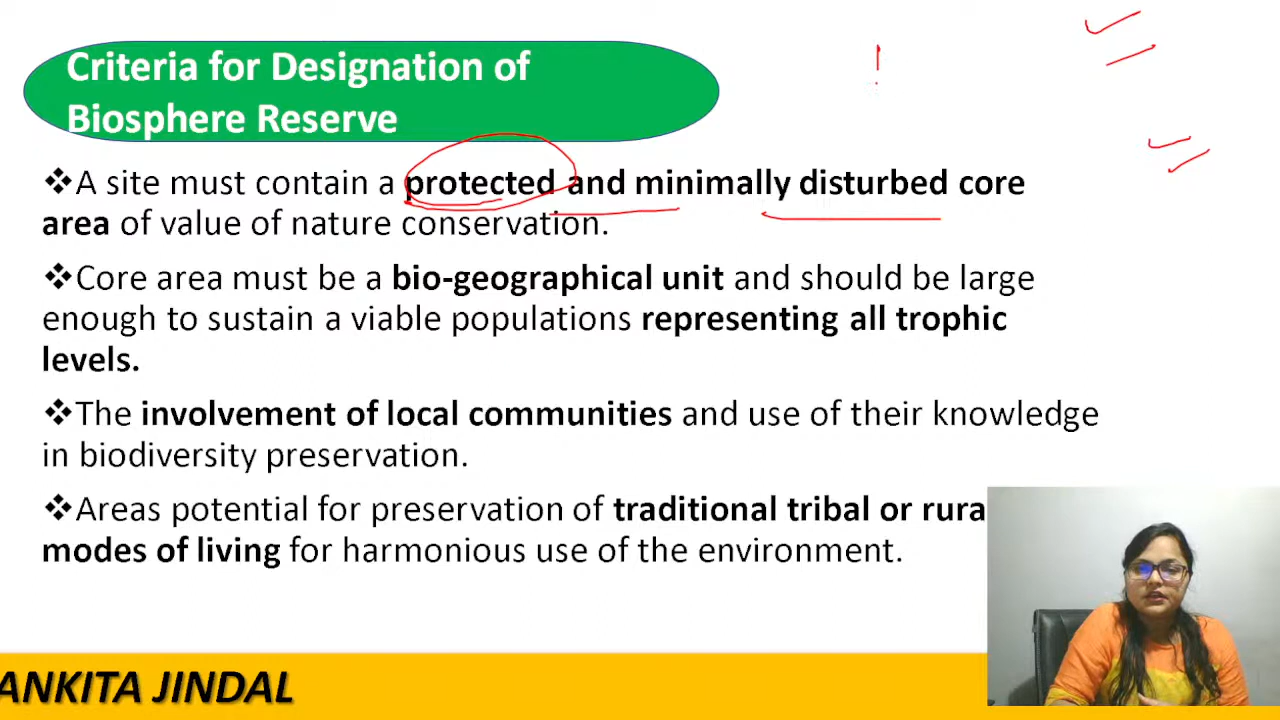 Criteria for Designation of
Biosphere Reserve
❖A site must contain a protected and minimally disturbed core
area of value of nature conservation.
❖Core area must be a bio-geographical unit and should be large
enough to sustain a viable populations representing all trophic
levels.
❖The involvement of local communities and use of their knowledge
in biodiversity preservation.
❖Areas potential for preservation of traditional tribal or rura
modes of living for harmonious use of the environment.
ANKITA JINDAL